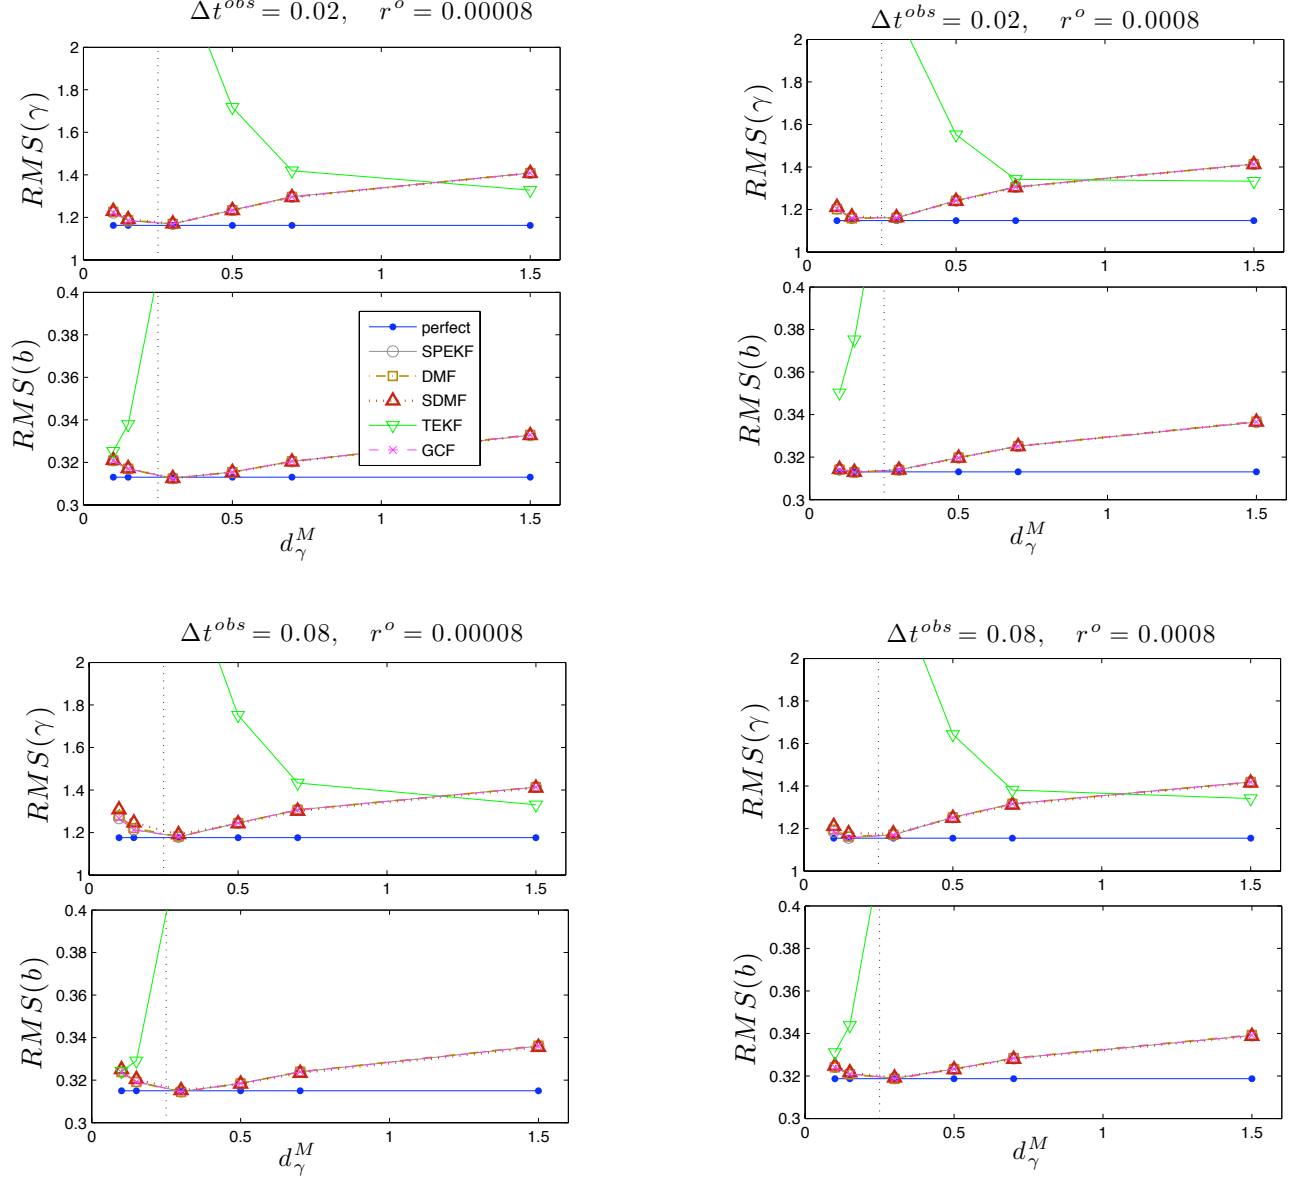 Δt^{obs} = 0.02, r^o = 0.00008
RMS(γ)
2
1.8
1.6
1.4
1.2
1
0 0.5 1 1.5
RMS(b)
0.4
0.38
0.36
0.34
0.32
0.3
0 0.5 1 1.5
d_γ^M
perfect
SPEKF
DMF
SDMF
TEKF
GCF
Δt^{obs} = 0.02, r^o = 0.0008
RMS(γ)
2
1.8
1.6
1.4
1.2
1
0 0.5 1 1.5
RMS(b)
0.4
0.38
0.36
0.34
0.32
0.3
0 0.5 1 1.5
d_γ^M
Δt^{obs} = 0.08, r^o = 0.00008
RMS(γ)
2
1.8
1.6
1.4
1.2
1
0 0.5 1 1.5
RMS(b)
0.4
0.38
0.36
0.34
0.32
0.3
0 0.5 1 1.5
d_γ^M
Δt^{obs} = 0.08, r^o = 0.0008
RMS(γ)
2
1.8
1.6
1.4
1.2
1
0 0.5 1 1.5
RMS(b)
0.4
0.38
0.36
0.34
0.32
0.3
0 0.5 1 1.5
d_γ^M